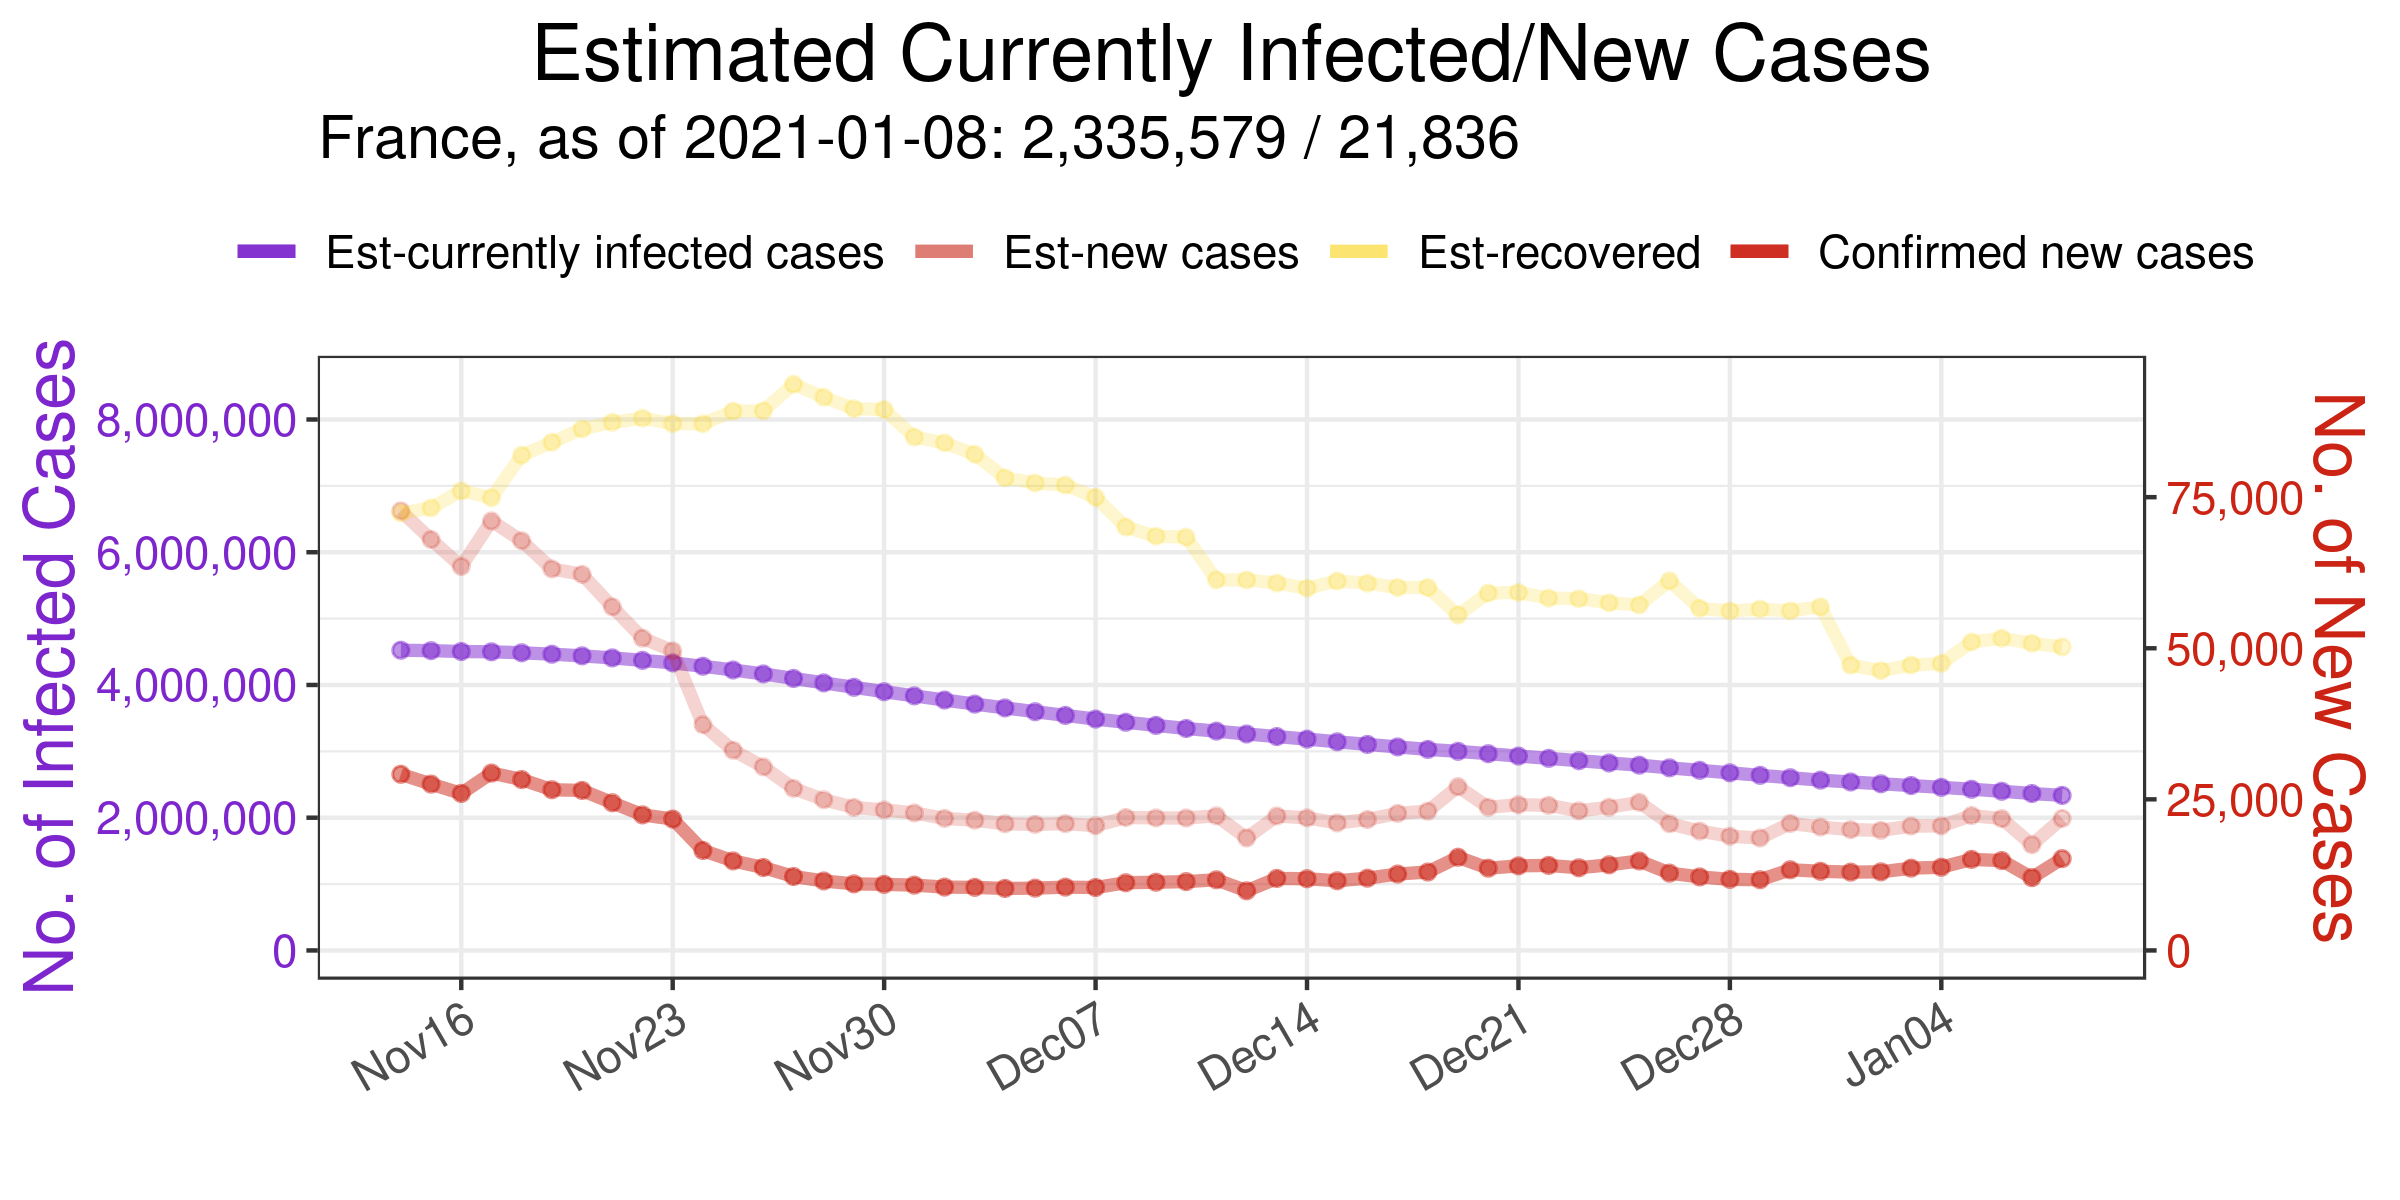 Estimated Currently Infected/New Cases
France, as of 2021-01-08: 2,335,579 / 21,836
Est-currently infected cases Est-new cases Est-recovered Confirmed new cases
No. of Infected Cases
8,000,000
6,000,000
4,000,000
2,000,000
0
75,000
50,000
25,000
0
No. of New Cases
Nov16 Nov23 Nov30 Dec07 Dec14 Dec21 Dec28 Jan04